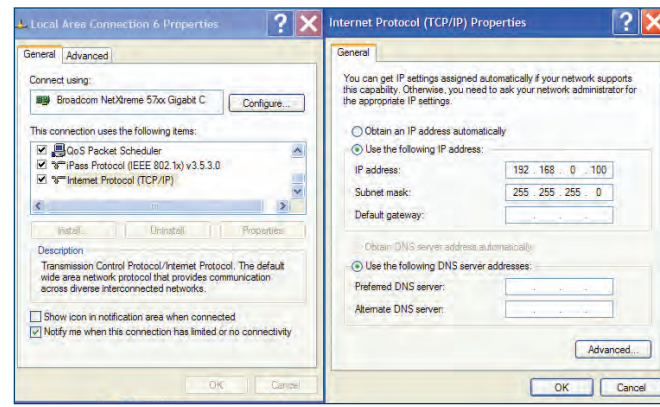 Local Area Connection 6 Properties
General
Advanced
Connect using:
Broadcom NetXtreme 57xx Gigabit C
Configure...
This connection uses the following items:
QoS Packet Scheduler
iPass Protocol (IEEE 802.1x) v3.5.3.0
Internet Protocol (TCP/IP)
Install...
Uninstall
Properties
Description
Transmission Control Protocol/Internet Protocol. The default
wide area network protocol that provides communication
across diverse interconnected networks.
Show icon in notification area when connected
Notify me when this connection has limited or no connectivity
OK
Cancel
Internet Protocol (TCP/IP) Properties
General
You can get IP settings assigned automatically if your network supports
this capability. Otherwise, you need to ask your network administrator for
the appropriate IP settings.
Obtain an IP address automatically
Use the following IP address:
IP address: 192 . 168 . 0 . 100
Subnet mask: 255 . 255 . 255 . 0
Default gateway:
Obtain DNS server address automatically
Use the following DNS server addresses:
Preferred DNS server:
Alternate DNS server:
Advanced...
OK
Cancel